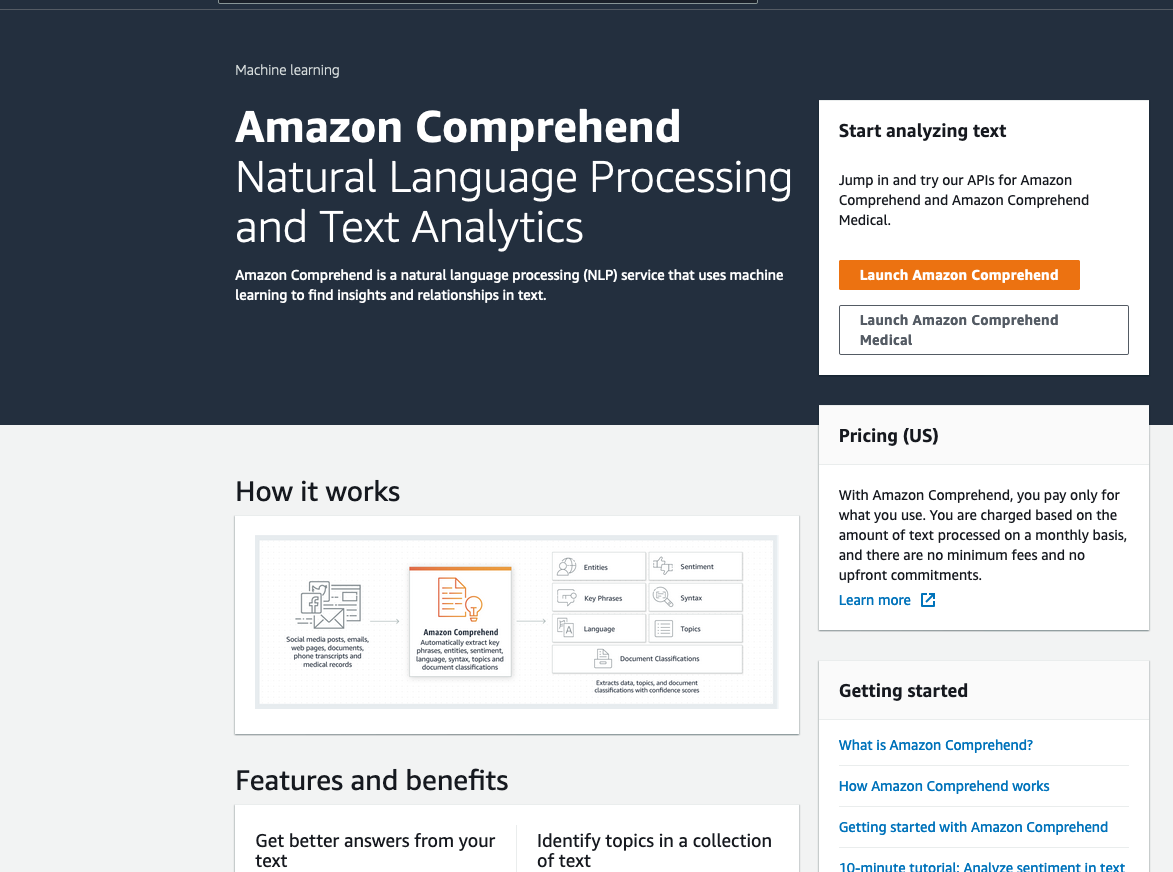 Machine learning
Amazon Comprehend
Natural Language Processing
and Text Analytics
Amazon Comprehend is a natural language processing (NLP) service that uses machine
learning to find insights and relationships in text.
Start analyzing text
Jump in and try our APIs for Amazon
Comprehend and Amazon Comprehend
Medical.
Launch Amazon Comprehend
Launch Amazon Comprehend
Medical
Pricing (US)
With Amazon Comprehend, you pay only for
what you use. You are charged based on the
amount of text processed on a monthly basis,
and there are no minimum fees and no
upfront commitments.
Learn more
How it works
Social media posts, emails,
web pages, documents,
phone transcripts and
medical records
Amazon Comprehend
Automatically extract key
phrases, entities, sentiment,
language, syntax, topics and
document classifications
Entities
Sentiment
Key Phrases
Syntax
Language
Topics
Document Classifications
Extracts data, topics, and document
classifications with confidence scores
Getting started
What is Amazon Comprehend?
How Amazon Comprehend works
Getting started with Amazon Comprehend
10-minute tutorial: Analyze sentiment in text
Features and benefits
Get better answers from your
text
Identify topics in a collection
of text